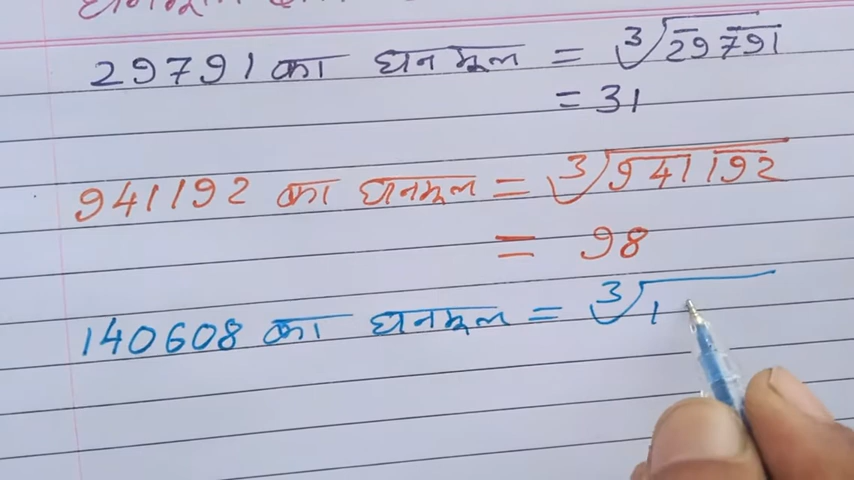 29791 का घनमूल = ∛29791
= 31
941192 का घनमूल = ∛941192
= 98
140608 का घनमूल = ∛1